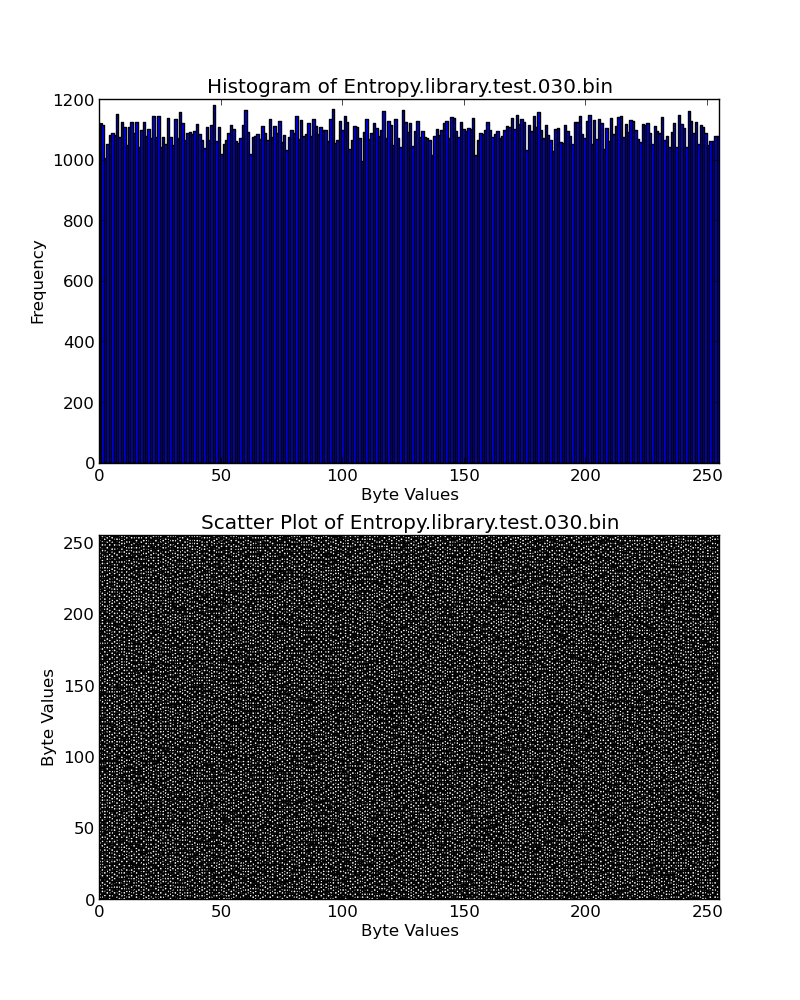 Histogram of Entropy.library.test.030.bin
1200
1000
800
600
400
200
0
Frequency
0 50 100 150 200 250
Byte Values
Scatter Plot of Entropy.library.test.030.bin
250
200
150
100
50
0
Byte Values
0 50 100 150 200 250
Byte Values